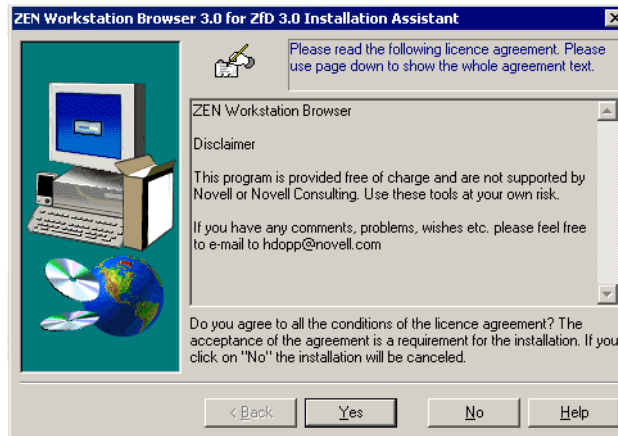 ZEN Workstation Browser 3.0 for ZfD 3.0 Installation Assistant
Please read the following licence agreement. Please
use page down to show the whole agreement text.
ZEN Workstation Browser
Disclaimer
This program is provided free of charge and are not supported by
Novell or Novell Consulting. Use these tools at your own risk.
If you have any comments, problems, wishes etc. please feel free
to e-mail to hdopp@novell.com
Do you agree to all the conditions of the licence agreement? The
acceptance of the agreement is a requirement for the installation. If you
click on "No" the installation will be canceled.
< Back
Yes
No
Help